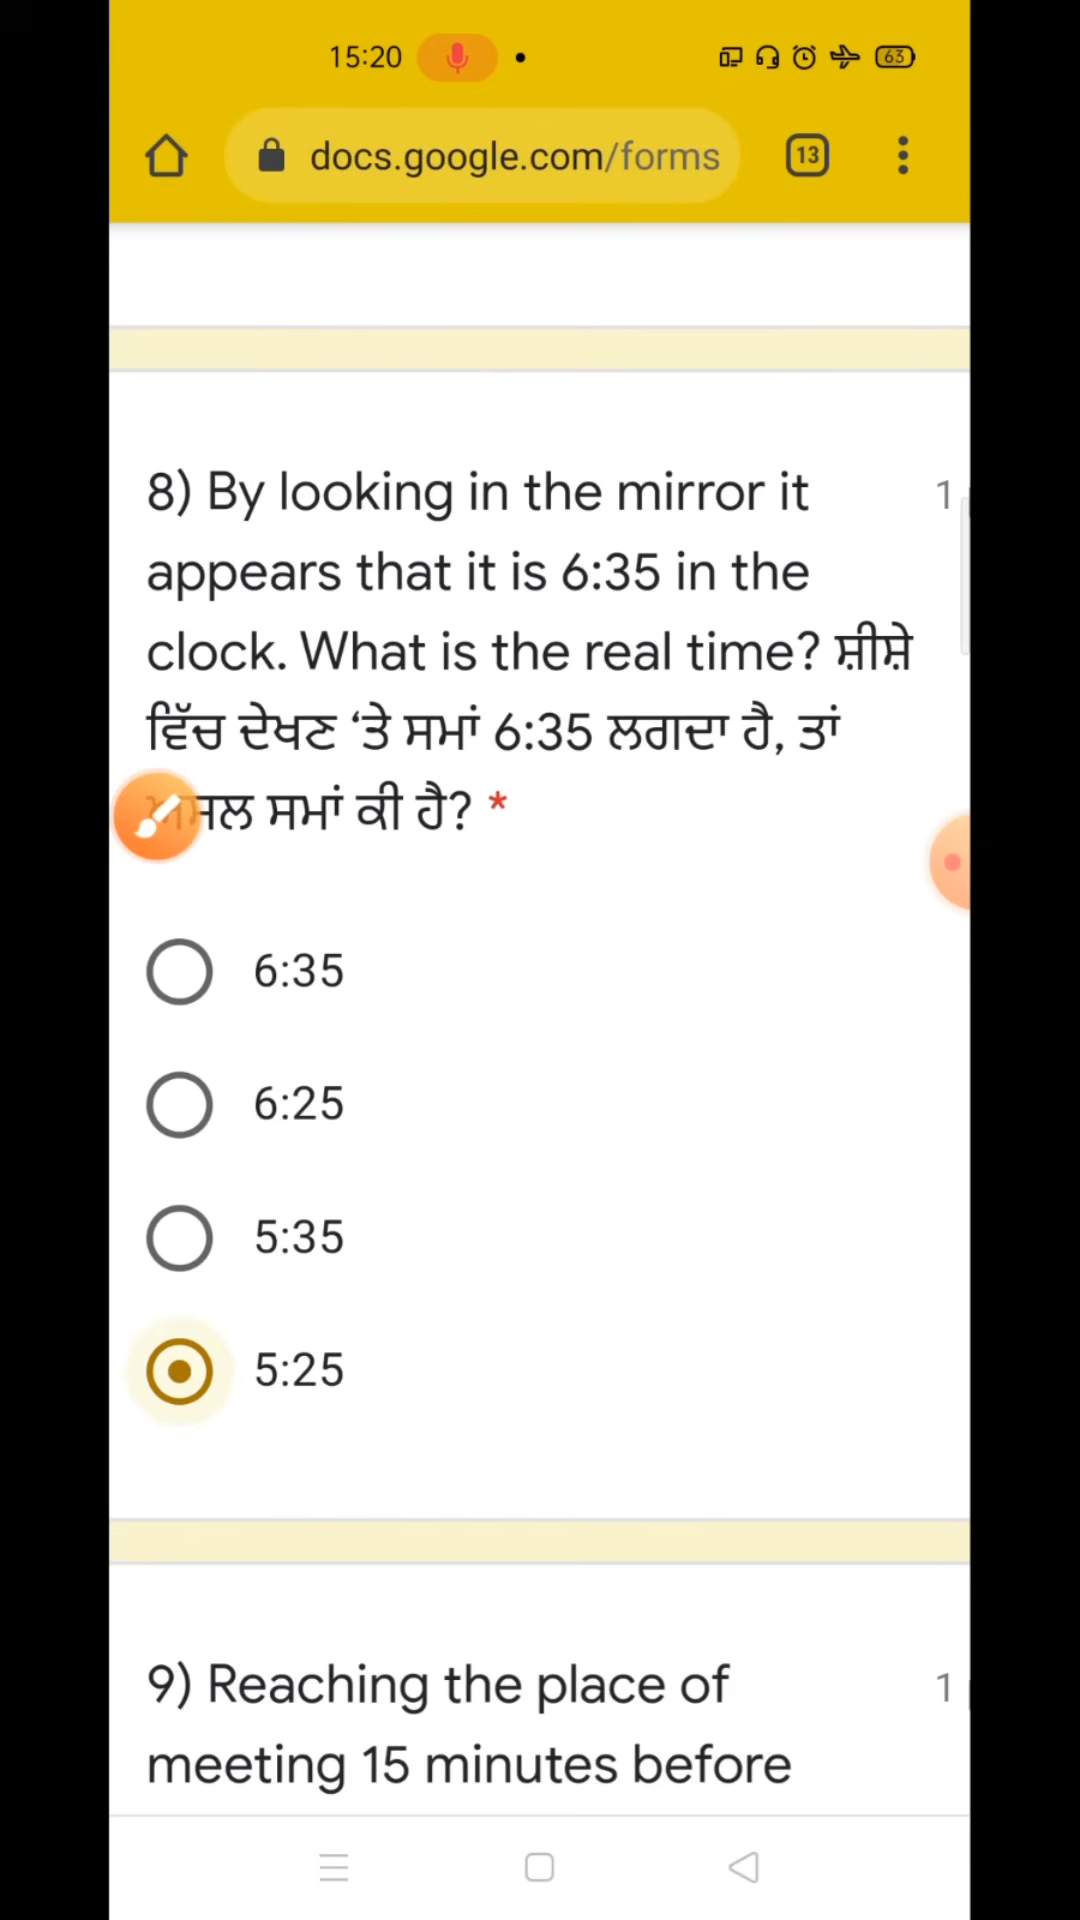 15:20
63
docs.google.com/forms
13
8) By looking in the mirror it
1
appears that it is 6:35 in the
clock. What is the real time? ਸ਼ੀਸ਼ੇ
ਵਿੱਚ ਦੇਖਣ ‘ਤੇ ਸਮਾਂ 6:35 ਲਗਦਾ ਹੈ, ਤਾਂ
ਸਮਾਂ ਕੀ ਹੈ? *
6:35
6:25
5:35
5:25
9) Reaching the place of
1
meeting 15 minutes before